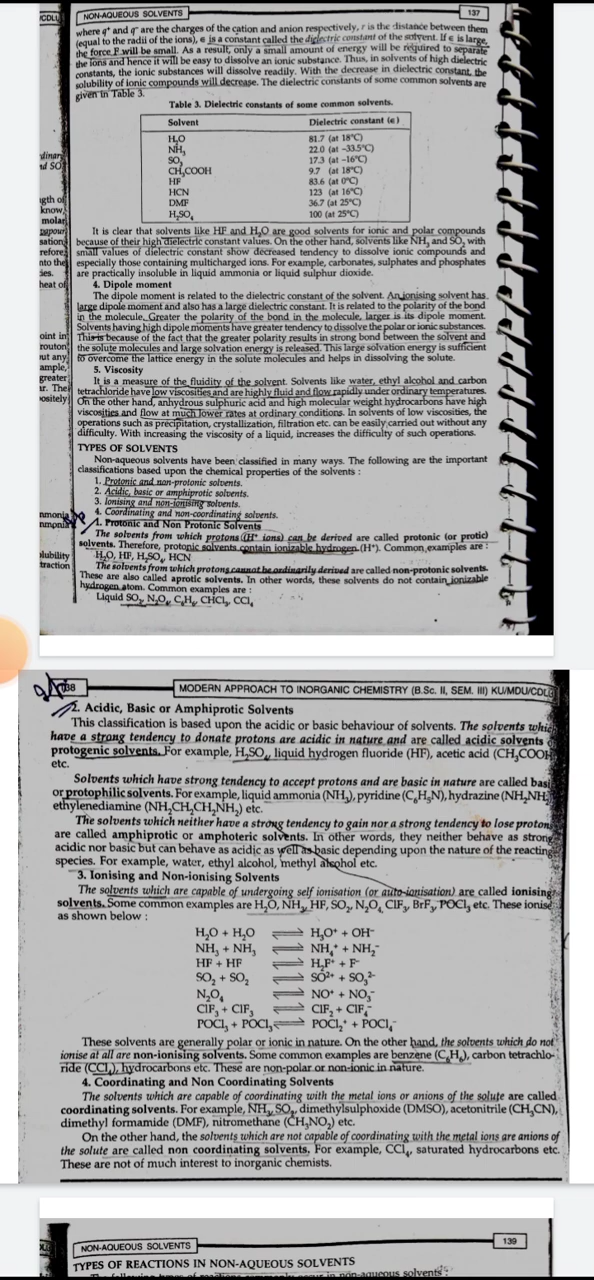 NON-AQUEOUS SOLVENTS
137
where q⁺ and q⁻ are the charges of the cation and anion respectively, r is the distance between them
(equal to the radii of the ions), ε is a constant called the dielectric constant of the solvent. If ε is large,
the force F will be small. As a result, only a small amount of energy will be required to separate
the ions and hence it will be easy to dissolve an ionic substance. Thus, in solvents of high dielectric
constants, the ionic substances will dissolve readily. With the decrease in dielectric constant, the
solubility of ionic compounds will decrease. The dielectric constants of some common solvents are
given in Table 3.
Table 3. Dielectric constants of some common solvents.
Solvent Dielectric constant (ε)
H₂O 81.7 (at 18°C)
NH₃ 22.0 (at –33.5°C)
SO₂ 17.3 (at –16°C)
CH₃COOH 9.7 (at 18°C)
HF 83.6 (at 0°C)
HCN 123 (at 16°C)
DMF 36.7 (at 25°C)
H₂SO₄ 100 (at 25°C)
It is clear that solvents like HF and H₂O are good solvents for ionic and polar compounds
because of their high dielectric constant values. On the other hand, solvents like NH₃ and SO₂ with
small values of dielectric constant show decreased tendency to dissolve ionic compounds and
especially those containing multicharged ions. For example, carbonates, sulphates and phosphates
are practically insoluble in liquid ammonia or liquid sulphur dioxide.
4. Dipole moment
The dipole moment is related to the dielectric constant of the solvent. An ionising solvent has
large dipole moment and also has a large dielectric constant. It is related to the polarity of the bond
in the molecule. Greater the polarity of the bond in the molecule, larger is its dipole moment.
Solvents having high dipole moments have greater tendency to dissolve the polar or ionic substances.
This is because of the fact that the greater polarity results in strong bond between the solvent and
the solute molecules and large solvation energy is released. This large solvation energy is sufficient
to overcome the lattice energy in the solute molecules and helps in dissolving the solute.
5. Viscosity
It is a measure of the fluidity of the solvent. Solvents like water, ethyl alcohol and carbon
tetrachloride have low viscosities and are highly fluid and flow rapidly under ordinary temperatures.
On the other hand, anhydrous sulphuric acid and high molecular weight hydrocarbons have high
viscosities and flow at much lower rates at ordinary conditions. In solvents of low viscosities, the
operations such as precipitation, crystallization, filtration etc. can be easily carried out without any
difficulty. With increasing the viscosity of a liquid, increases the difficulty of such operations.
TYPES OF SOLVENTS
Non-aqueous solvents have been classified in many ways. The following are the important
classifications based upon the chemical properties of the solvents :
1. Protonic and non-protonic solvents.
2. Acidic, basic or amphiprotic solvents.
3. Ionising and non-ionising solvents.
4. Coordinating and non-coordinating solvents.
1. Protonic and Non Protonic Solvents
The solvents from which protons (H⁺ ions) can be derived are called protonic (or protic)
solvents. Therefore, protonic solvents contain ionizable hydrogen (H⁺). Common examples are :
H₂O, HF, H₂SO₄, HCN
The solvents from which protons cannot be ordinarily derived are called non-protonic solvents.
These are also called aprotic solvents. In other words, these solvents do not contain ionizable
hydrogen atom. Common examples are :
Liquid SO₂, N₂O₄, C₆H₆, CHCl₃, CCl₄
138
MODERN APPROACH TO INORGANIC CHEMISTRY (B.Sc. II, SEM. III) KU/MDU/CDL
2. Acidic, Basic or Amphiprotic Solvents
This classification is based upon the acidic or basic behaviour of solvents. The solvents which
have a strong tendency to donate protons are acidic in nature and are called acidic solvents
protogenic solvents. For example, H₂SO₄, liquid hydrogen fluoride (HF), acetic acid (CH₃COOH
etc.
Solvents which have strong tendency to accept protons and are basic in nature are called basi
or protophilic solvents. For example, liquid ammonia (NH₃), pyridine (C₅H₅N), hydrazine (NH₂NH₂
ethylenediamine (NH₂CH₂CH₂NH₂) etc.
The solvents which neither have a strong tendency to gain nor a strong tendency to lose proton
are called amphiprotic or amphoteric solvents. In other words, they neither behave as strong
acidic nor basic but can behave as acidic as well as basic depending upon the nature of the reacting
species. For example, water, ethyl alcohol, methyl alcohol etc.
3. Ionising and Non-ionising Solvents
The solvents which are capable of undergoing self ionisation (or auto-ionisation) are called ionising
solvents. Some common examples are H₂O, NH₃, HF, SO₂, N₂O₄, ClF₃, BrF₃, POCl₃ etc. These ionise
as shown below :
H₂O + H₂O ⇌ H₃O⁺ + OH⁻
NH₃ + NH₃ ⇌ NH₄⁺ + NH₂⁻
HF + HF ⇌ H₂F⁺ + F⁻
SO₂ + SO₂ ⇌ SO²⁺ + SO₃²⁻
N₂O₄ ⇌ NO⁺ + NO₃⁻
ClF₃ + ClF₃ ⇌ ClF₂ + ClF₄⁻
POCl₃ + POCl₃ ⇌ POCl₂⁺ + POCl₄⁻
These solvents are generally polar or ionic in nature. On the other hand, the solvents which do not
ionise at all are non-ionising solvents. Some common examples are benzene (C₆H₆), carbon tetrachlo-
ride (CCl₄), hydrocarbons etc. These are non-polar or non-ionic in nature.
4. Coordinating and Non Coordinating Solvents
The solvents which are capable of coordinating with the metal ions or anions of the solute are called
coordinating solvents. For example, NH₃, SO₂, dimethylsulphoxide (DMSO), acetonitrile (CH₃CN),
dimethyl formamide (DMF), nitromethane (CH₃NO₂) etc.
On the other hand, the solvents which are not capable of coordinating with the metal ions are anions of
the solute are called non coordinating solvents, For example, CCl₄, saturated hydrocarbons etc.
These are not of much interest to inorganic chemists.
NON-AQUEOUS SOLVENTS
139
TYPES OF REACTIONS IN NON-AQUEOUS SOLVENTS